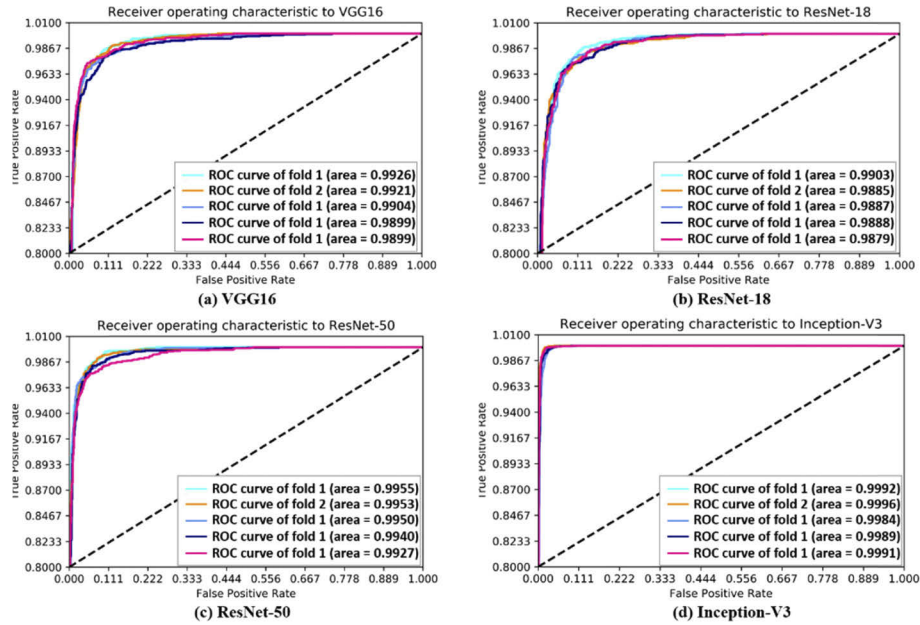 Receiver operating characteristic to VGG16
1.0100
0.9867
0.9633
0.9400
0.9167
0.8933
0.8700
0.8467
0.8233
0.8000
True Positive Rate
ROC curve of fold 1 (area = 0.9926)
ROC curve of fold 2 (area = 0.9921)
ROC curve of fold 1 (area = 0.9904)
ROC curve of fold 1 (area = 0.9899)
ROC curve of fold 1 (area = 0.9899)
0.000 0.111 0.222 0.333 0.444 0.556 0.667 0.778 0.889 1.000
False Positive Rate
(a) VGG16
Receiver operating characteristic to ResNet-18
1.0100
0.9867
0.9633
0.9400
0.9167
0.8933
0.8700
0.8467
0.8233
0.8000
True Positive Rate
ROC curve of fold 1 (area = 0.9903)
ROC curve of fold 2 (area = 0.9885)
ROC curve of fold 1 (area = 0.9887)
ROC curve of fold 1 (area = 0.9888)
ROC curve of fold 1 (area = 0.9879)
0.000 0.111 0.222 0.333 0.444 0.556 0.667 0.778 0.889 1.000
False Positive Rate
(b) ResNet-18
Receiver operating characteristic to ResNet-50
1.0100
0.9867
0.9633
0.9400
0.9167
0.8933
0.8700
0.8467
0.8233
0.8000
True Positive Rate
ROC curve of fold 1 (area = 0.9955)
ROC curve of fold 2 (area = 0.9953)
ROC curve of fold 1 (area = 0.9950)
ROC curve of fold 1 (area = 0.9940)
ROC curve of fold 1 (area = 0.9927)
0.000 0.111 0.222 0.333 0.444 0.556 0.667 0.778 0.889 1.000
False Positive Rate
(c) ResNet-50
Receiver operating characteristic to Inception-V3
1.0100
0.9867
0.9633
0.9400
0.9167
0.8933
0.8700
0.8467
0.8233
0.8000
True Positive Rate
ROC curve of fold 1 (area = 0.9992)
ROC curve of fold 2 (area = 0.9996)
ROC curve of fold 1 (area = 0.9984)
ROC curve of fold 1 (area = 0.9989)
ROC curve of fold 1 (area = 0.9991)
0.000 0.111 0.222 0.333 0.444 0.556 0.667 0.778 0.889 1.000
False Positive Rate
(d) Inception-V3